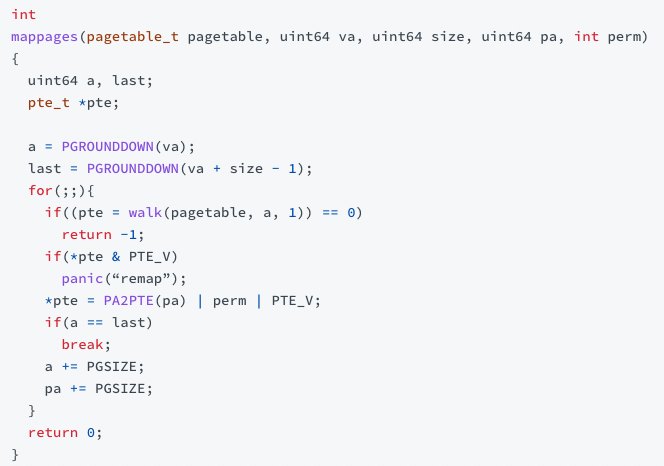 int
mappages(pagetable_t pagetable, uint64 va, uint64 size, uint64 pa, int perm)
{
  uint64 a, last;
  pte_t *pte;

  a = PGROUNDDOWN(va);
  last = PGROUNDDOWN(va + size - 1);
  for(;;){
    if((pte = walk(pagetable, a, 1)) == 0)
      return -1;
    if(*pte & PTE_V)
      panic(“remap”);
    *pte = PA2PTE(pa) | perm | PTE_V;
    if(a == last)
      break;
    a += PGSIZE;
    pa += PGSIZE;
  }
  return 0;
}